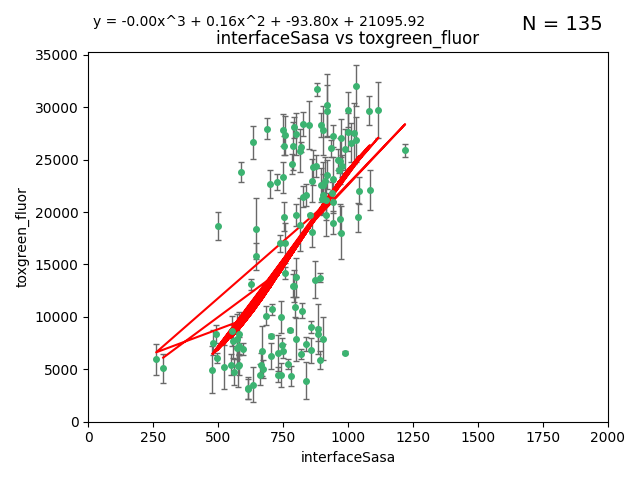 y = -0.00x^3 + 0.16x^2 + -93.80x + 21095.92
N = 135
interfaceSasa vs toxgreen_fluor
35000
30000
25000
20000
15000
10000
5000
0
toxgreen_fluor
0 250 500 750 1000 1250 1500 1750 2000
interfaceSasa